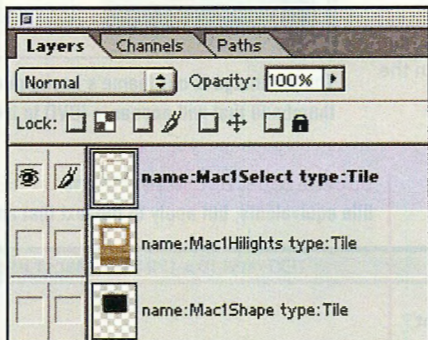 Layers Channels Paths
Normal Opacity: 100%
Lock:
name:Mac1Select type:Tile
name:Mac1Hilights type:Tile
name:Mac1Shape type:Tile